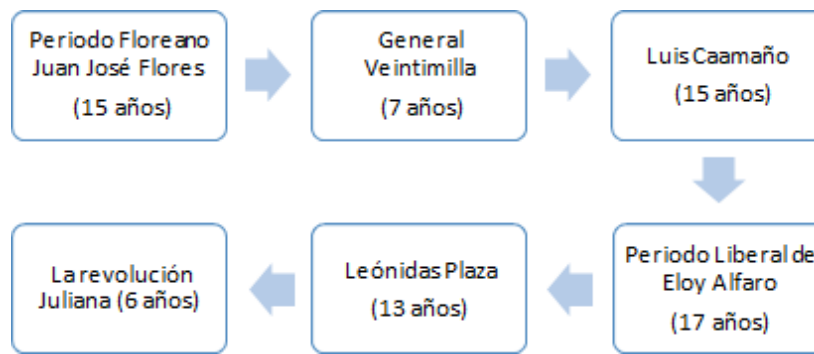 Periodo Floreano
Juan José Flores
(15 años)
General
Veintimilla
(7 años)
Luis Caamaño
(15 años)
Periodo Liberal de
Eloy Alfaro
(17 años)
Leónidas Plaza
(13 años)
La revolución
Juliana (6 años)